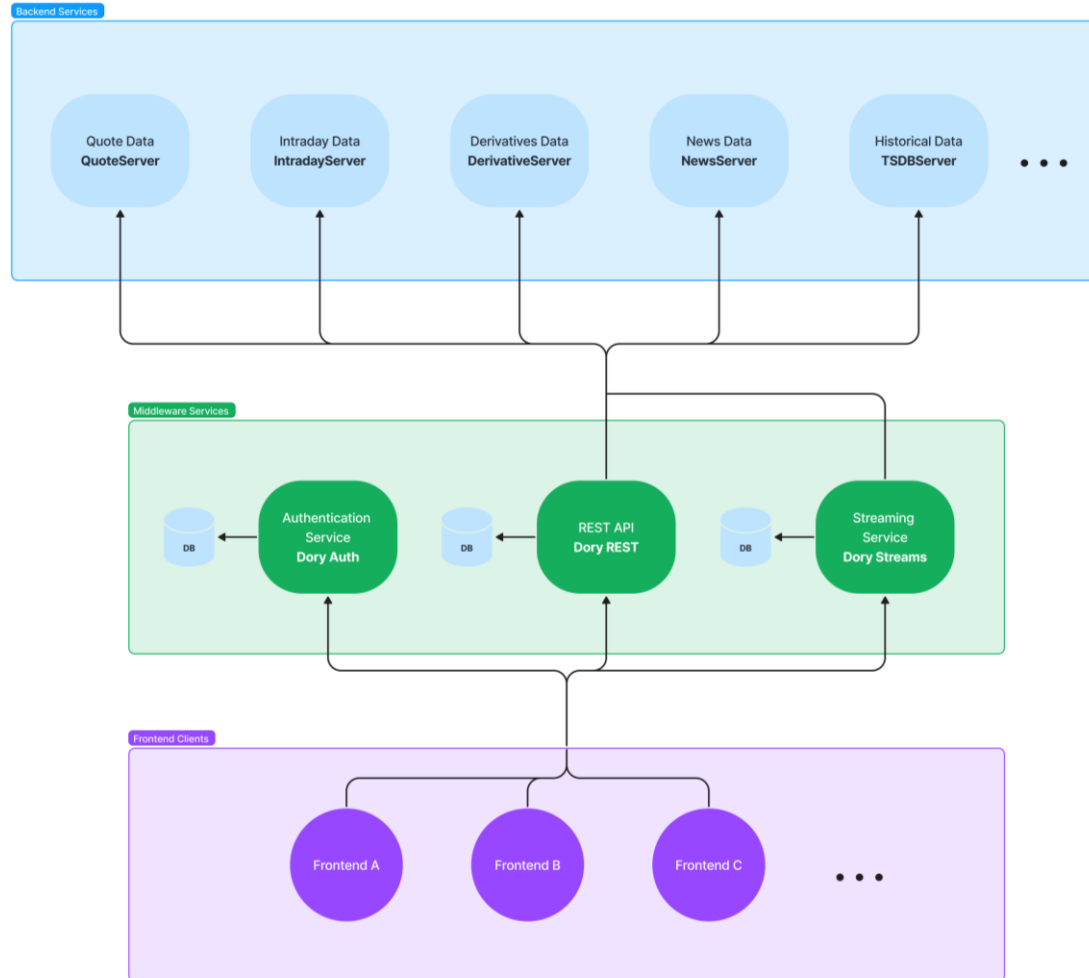 Backend Services
Quote Data
QuoteServer
Intraday Data
IntradayServer
Derivatives Data
DerivativeServer
News Data
NewsServer
Historical Data
TSDBServer
Middleware Services
DB
Authentication
Service
Dory Auth
DB
REST API
Dory REST
DB
Streaming
Service
Dory Streams
Frontend Clients
Frontend A
Frontend B
Frontend C